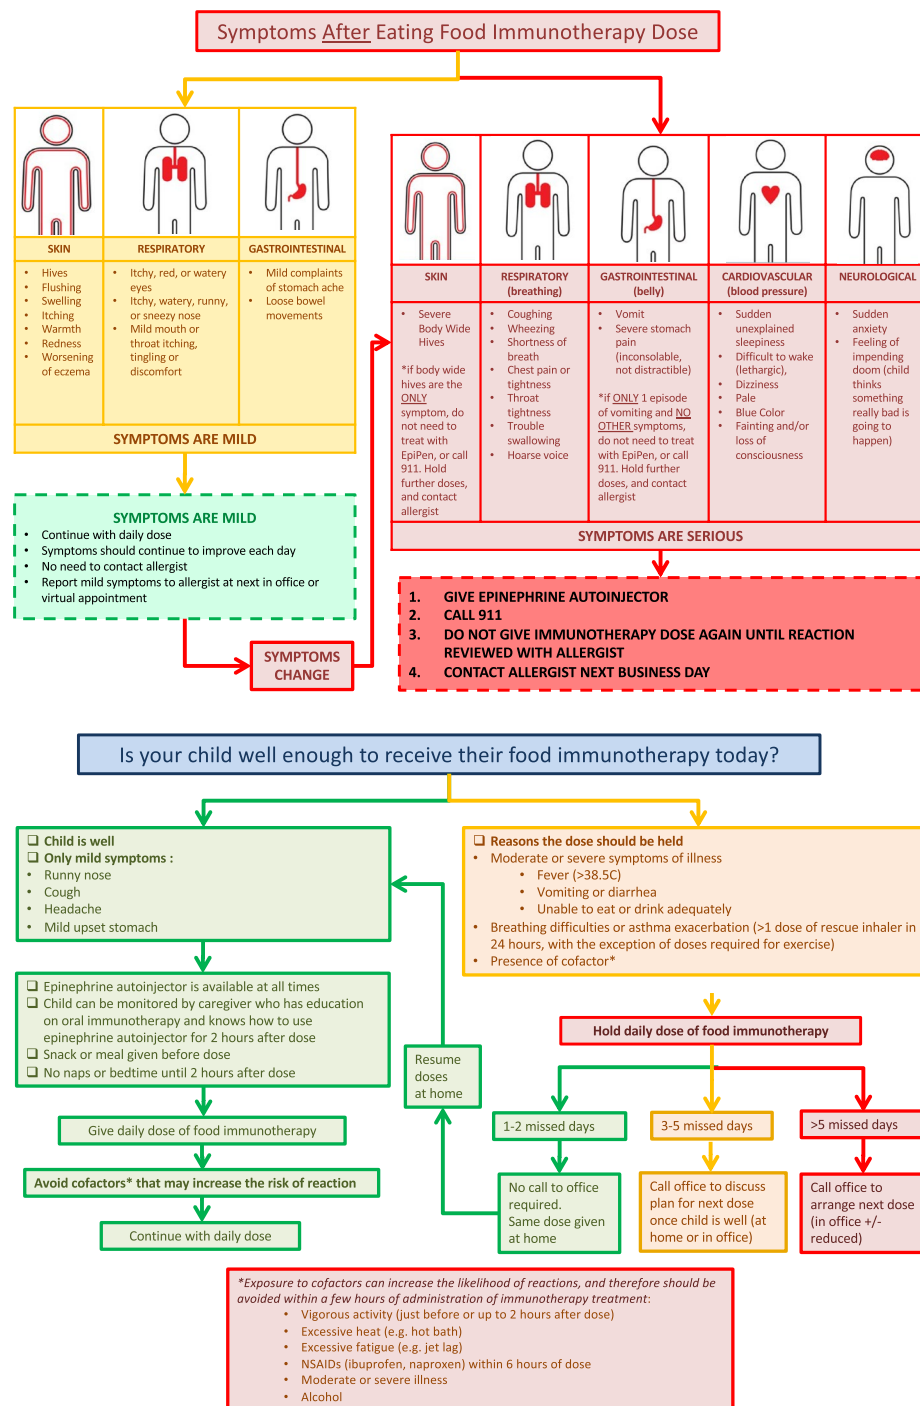 Symptoms After Eating Food Immunotherapy Dose
SKIN
RESPIRATORY
GASTROINTESTINAL
• Hives
• Flushing
• Swelling
• Itching
• Warmth
• Redness
• Worsening
of eczema
• Itchy, red, or watery
eyes
• Itchy, watery, runny,
or sneezy nose
• Mild mouth or
throat itching,
tingling or
discomfort
• Mild complaints
of stomach ache
• Loose bowel
movements
SYMPTOMS ARE MILD
SYMPTOMS ARE MILD
• Continue with daily dose
• Symptoms should continue to improve each day
• No need to contact allergist
• Report mild symptoms to allergist at next in office or
virtual appointment
SYMPTOMS
CHANGE
SKIN
RESPIRATORY
(breathing)
GASTROINTESTINAL
(belly)
CARDIOVASCULAR
(blood pressure)
NEUROLOGICAL
• Severe
Body Wide
Hives
*if body wide
hives are the
ONLY
symptom, do
not need to
treat with
EpiPen, or call
911. Hold
further doses,
and contact
allergist
• Coughing
• Wheezing
• Shortness of
breath
• Chest pain or
tightness
• Throat
tightness
• Trouble
swallowing
• Hoarse voice
• Vomit
• Severe stomach
pain
(inconsolable,
not distractible)
*if ONLY 1 episode
of vomiting and NO
OTHER symptoms,
do not need to treat
with EpiPen, or call
911. Hold further
doses, and contact
allergist
• Sudden
unexplained
sleepiness
• Difficult to wake
(lethargic),
• Dizziness
• Pale
• Blue Color
• Fainting and/or
loss of
consciousness
• Sudden
anxiety
• Feeling of
impending
doom (child
thinks
something
really bad is
going to
happen)
SYMPTOMS ARE SERIOUS
1. GIVE EPINEPHRINE AUTOINJECTOR
2. CALL 911
3. DO NOT GIVE IMMUNOTHERAPY DOSE AGAIN UNTIL REACTION
REVIEWED WITH ALLERGIST
4. CONTACT ALLERGIST NEXT BUSINESS DAY
Is your child well enough to receive their food immunotherapy today?
❑ Child is well
❑ Only mild symptoms :
• Runny nose
• Cough
• Headache
• Mild upset stomach
❑ Epinephrine autoinjector is available at all times
❑ Child can be monitored by caregiver who has education
on oral immunotherapy and knows how to use
epinephrine autoinjector for 2 hours after dose
❑ Snack or meal given before dose
❑ No naps or bedtime until 2 hours after dose
Give daily dose of food immunotherapy
Avoid cofactors* that may increase the risk of reaction
Continue with daily dose
❑ Reasons the dose should be held
• Moderate or severe symptoms of illness
• Fever (>38.5C)
• Vomiting or diarrhea
• Unable to eat or drink adequately
• Breathing difficulties or asthma exacerbation (>1 dose of rescue inhaler in
24 hours, with the exception of doses required for exercise)
• Presence of cofactor*
Hold daily dose of food immunotherapy
Resume
doses
at home
1-2 missed days
3-5 missed days
>5 missed days
No call to office
required.
Same dose given
at home
Call office to discuss
plan for next dose
once child is well (at
home or in office)
Call office to
arrange next dose
(in office +/-
reduced)
*Exposure to cofactors can increase the likelihood of reactions, and therefore should be
avoided within a few hours of administration of immunotherapy treatment:
• Vigorous activity (just before or up to 2 hours after dose)
• Excessive heat (e.g. hot bath)
• Excessive fatigue (e.g. jet lag)
• NSAIDs (ibuprofen, naproxen) within 6 hours of dose
• Moderate or severe illness
• Alcohol